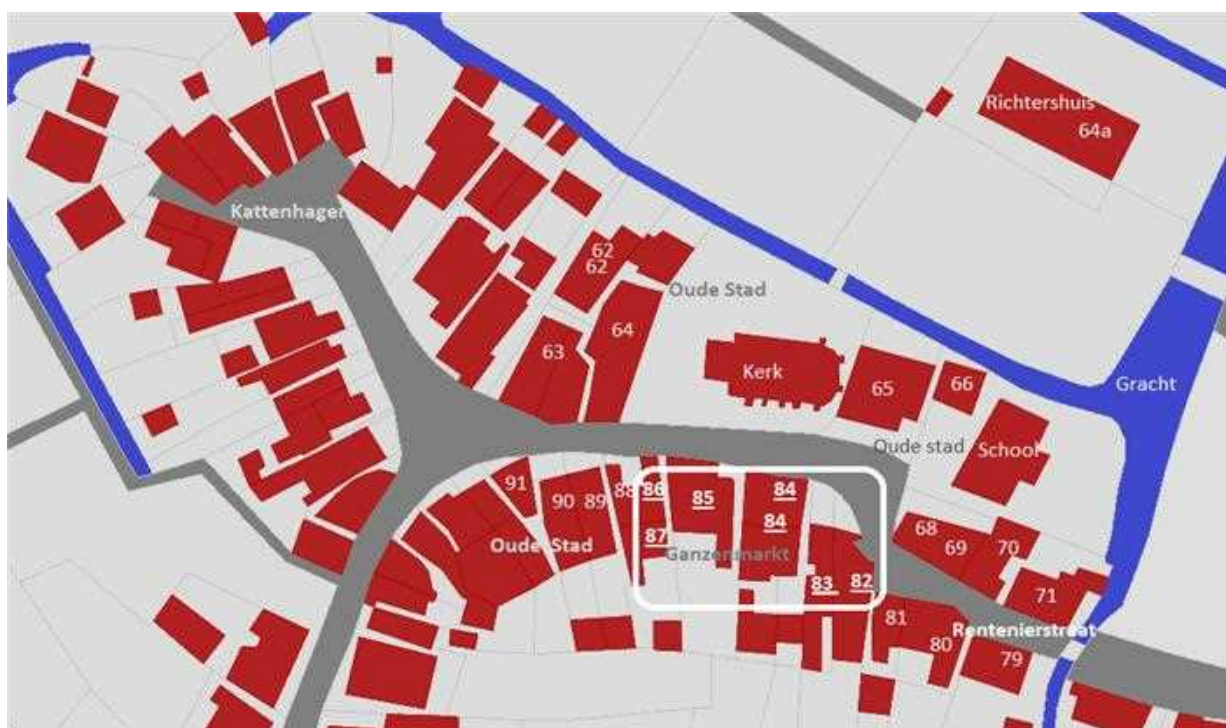 Richtershuis
64a
Kattenhagen
62
62
Oude Stad
64
63
Kerk
65
66
Gracht
Oude stad
School
91
90
89
88
86
85
84
84
87
Oude Stad
Ganzenmarkt
68
69
70
83
82
71
81
80
Rentenierstraat
79